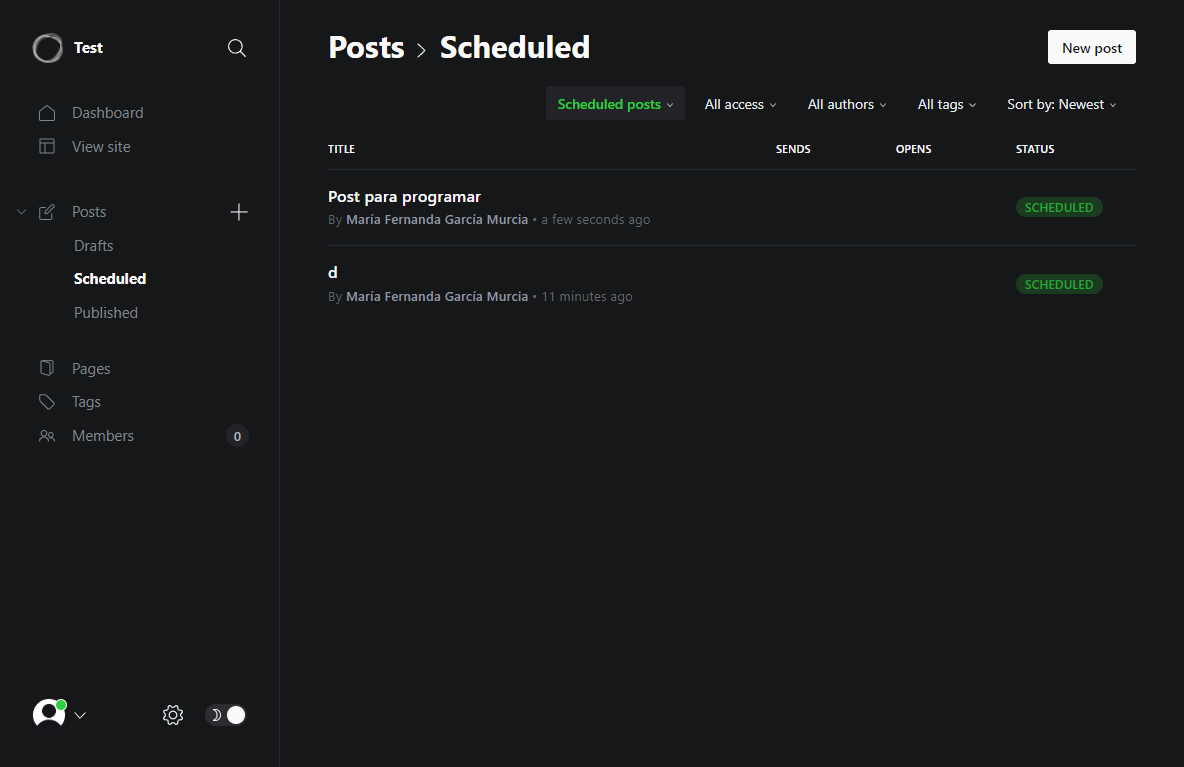 Test
Dashboard
View site
Posts
Drafts
Scheduled
Published
Pages
Tags
Members 0
Posts > Scheduled
New post
Scheduled posts All access All authors All tags Sort by: Newest
TITLE SENDS OPENS STATUS
Post para programar
By María Fernanda García Murcia • a few seconds ago
SCHEDULED
d
By María Fernanda García Murcia • 11 minutes ago
SCHEDULED